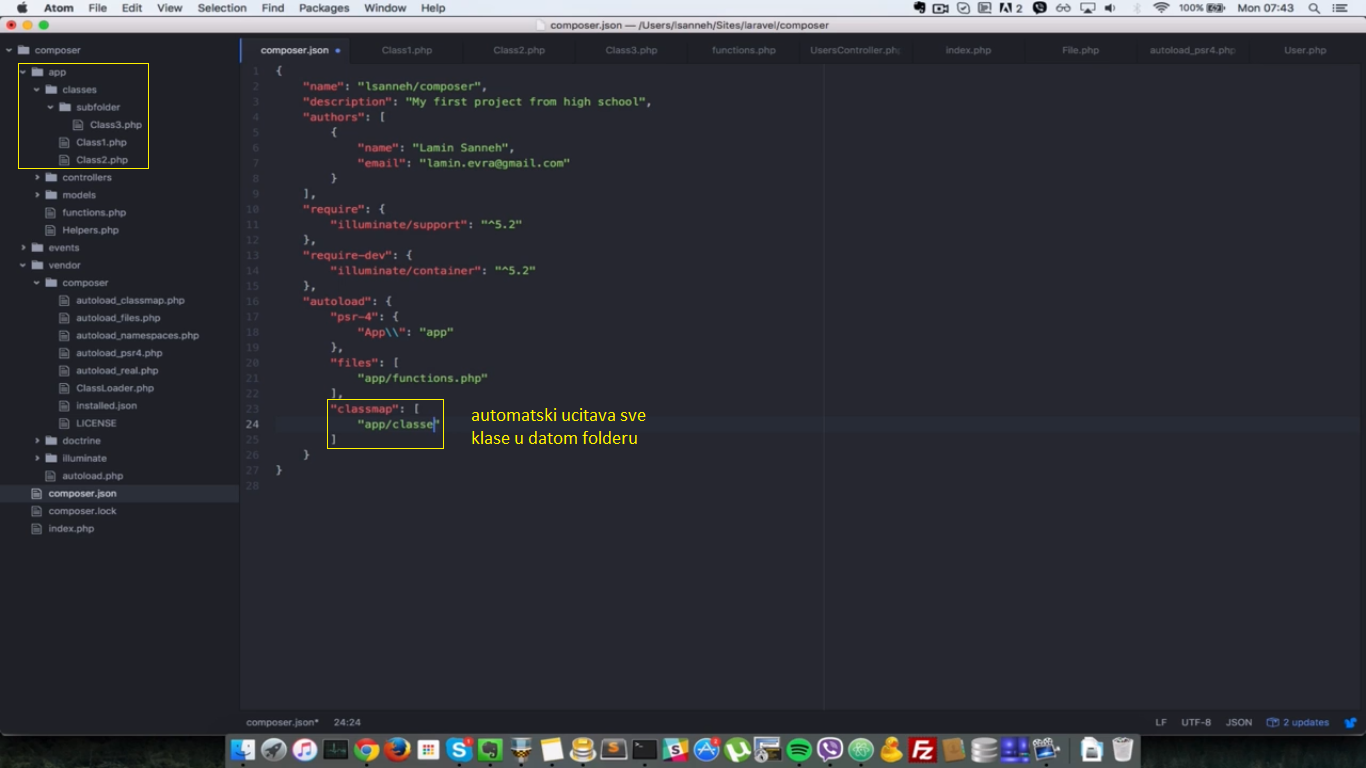 Atom File Edit View Selection Find Packages Window Help 2 100% Mon 07:43
composer.json — /Users/lsanneh/Sites/laravel/composer
composer
app
classes
subfolder
Class3.php
Class1.php
Class2.php
controllers
models
functions.php
Helpers.php
events
vendor
composer
autoload_classmap.php
autoload_files.php
autoload_namespaces.php
autoload_psr4.php
autoload_real.php
ClassLoader.php
installed.json
LICENSE
doctrine
illuminate
autoload.php
composer.json
composer.lock
index.php
composer.json Class1.php Class2.php Class3.php functions.php UsersController.php index.php File.php autoload_psr4.php User.php
1 {
2 "name": "lsanneh/composer",
3 "description": "My first project from high school",
4 "authors": [
5 {
6 "name": "Lamin Sanneh",
7 "email": "lamin.evra@gmail.com"
8 }
9 ],
10 "require": {
11 "illuminate/support": "^5.2"
12 },
13 "require-dev": {
14 "illuminate/container": "^5.2"
15 },
16 "autoload": {
17 "psr-4": {
18 "App\\": "app"
19 },
20 "files": [
21 "app/functions.php"
22 ],
23 "classmap": [
24 "app/classe"
25 ]
26 }
27 }
28
automatski ucitava sve
klase u datom folderu
composer.json* 24:24 LF UTF-8 JSON 2 updates